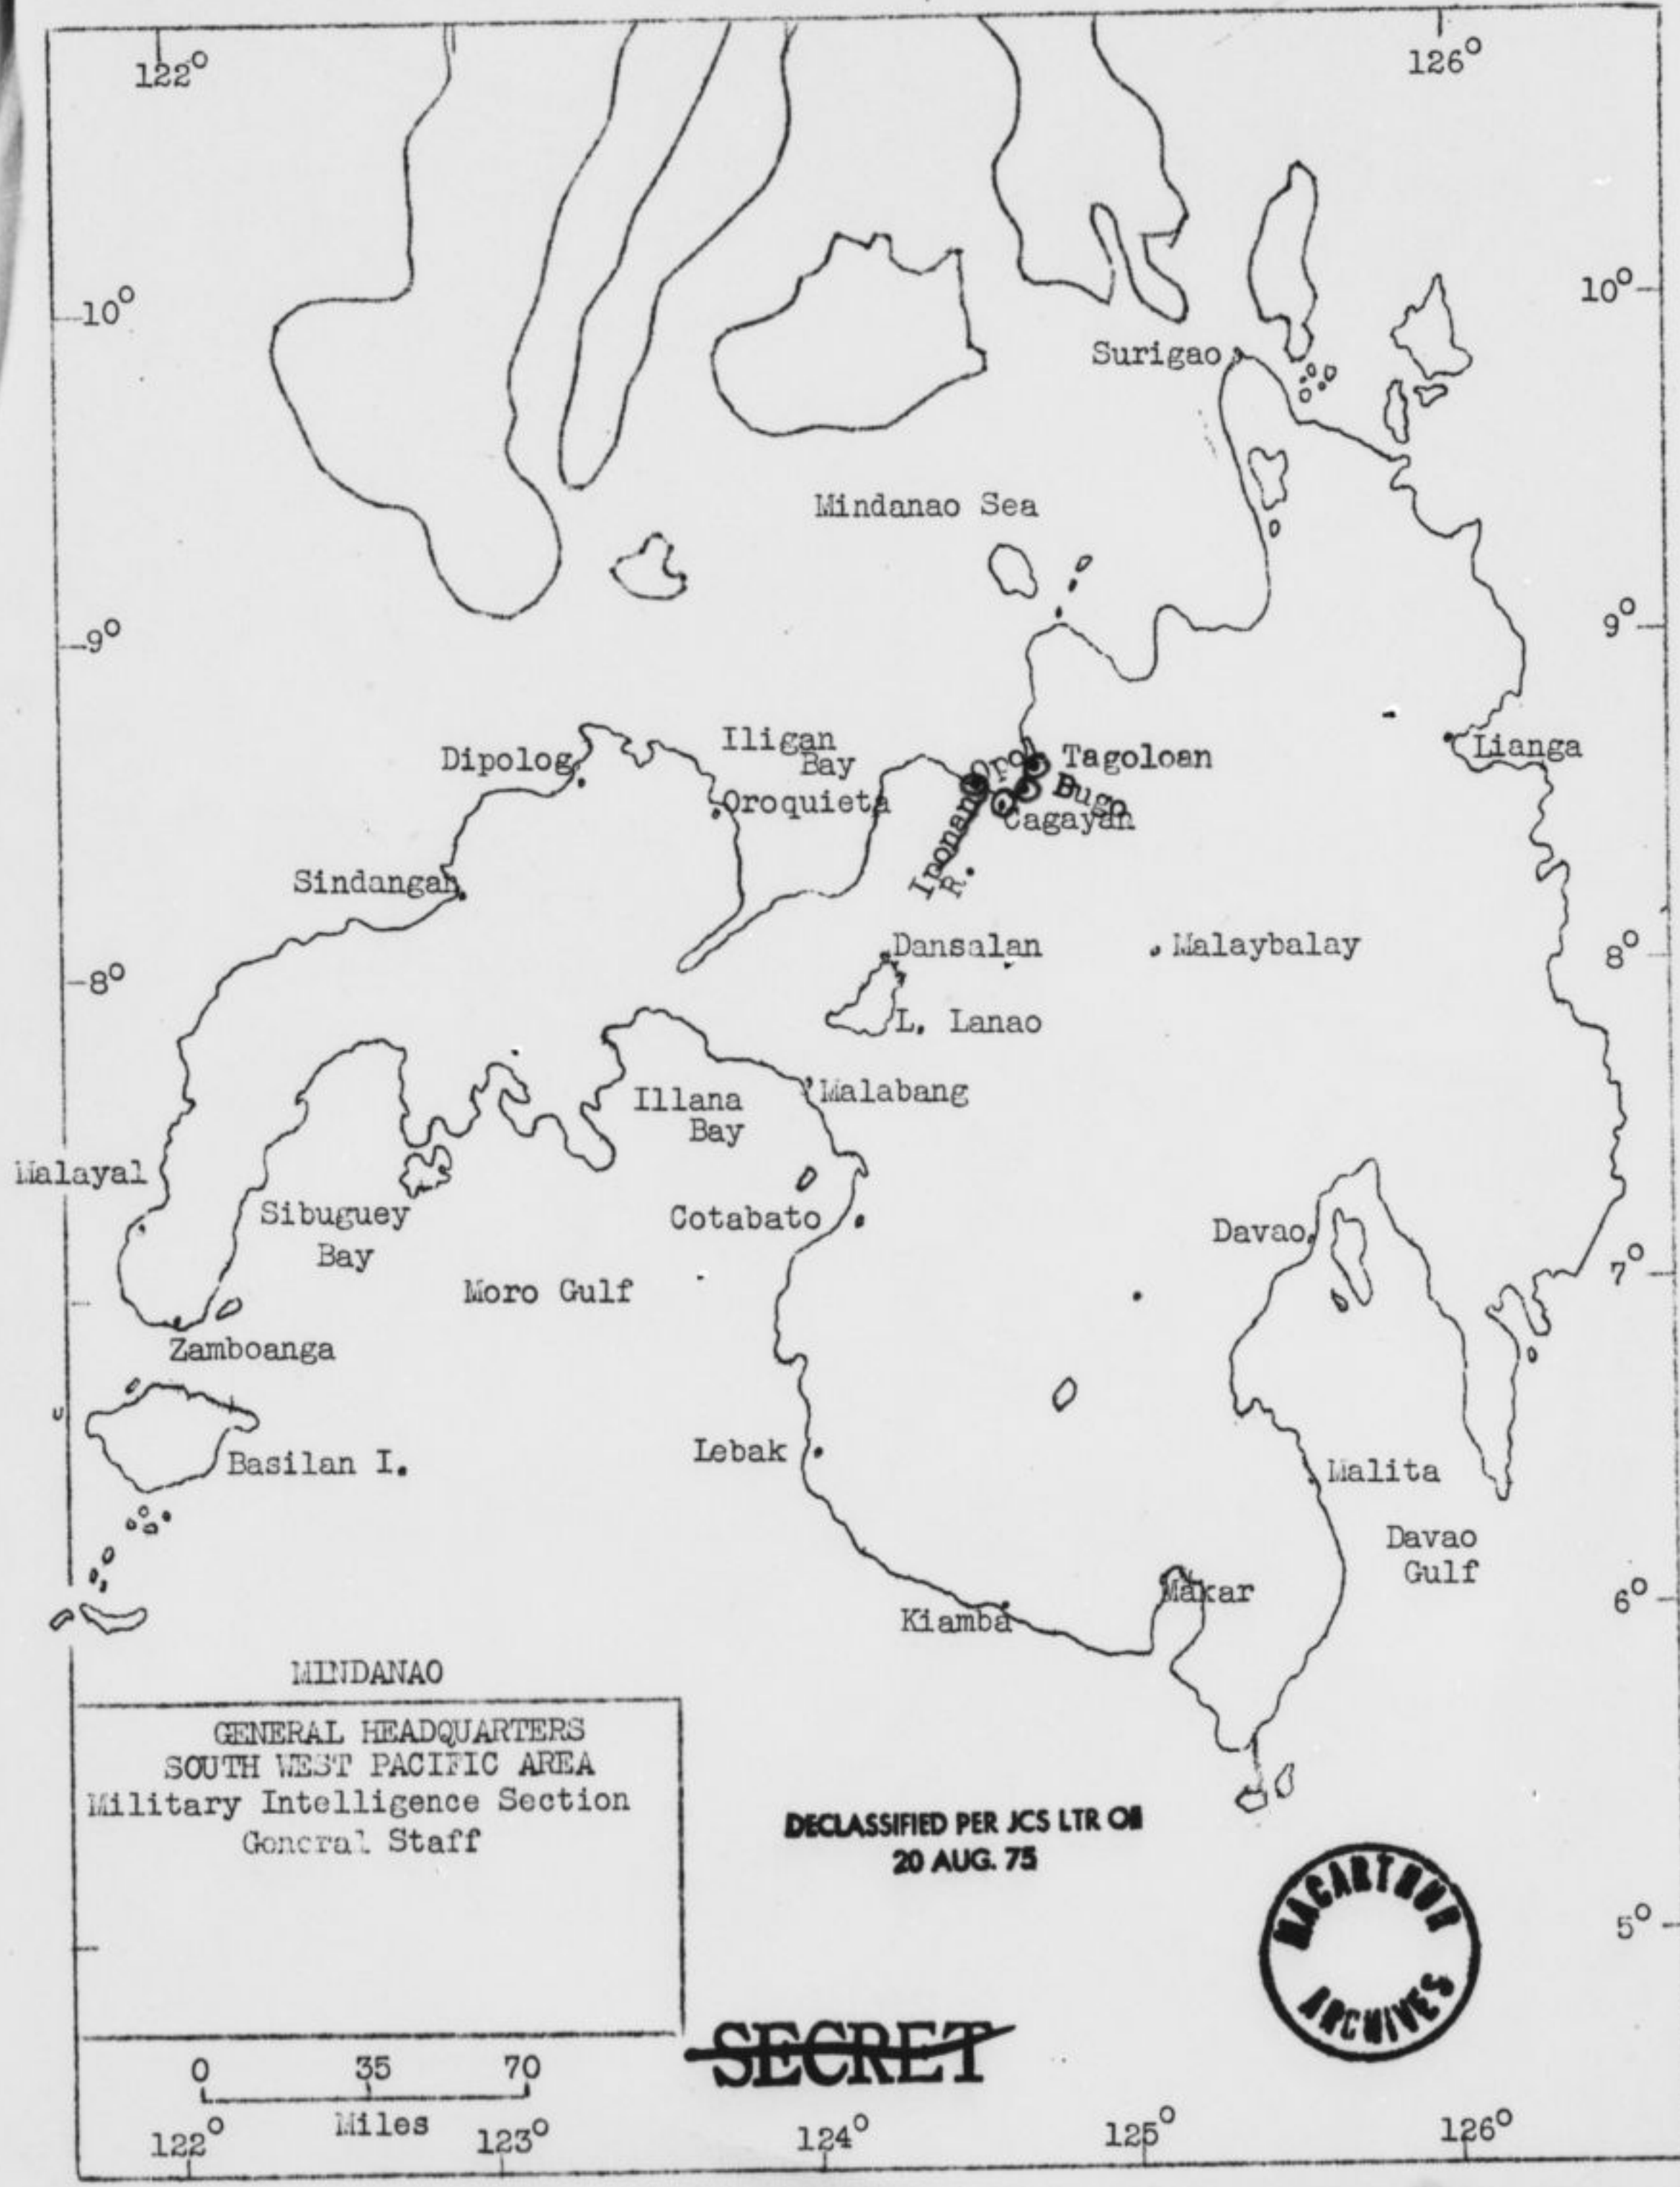 122°
126°
10°
10°
Surigao
Mindanao Sea
9°
9°
Dipolog
Iligan
Bay
Opol
Tagoloan
Lianga
Oroquieta
Bugo
Cagayan
Iponan
R.
Sindangan
Dansalan
Malaybalay
8°
8°
L. Lanao
Illana
Bay
Malabang
Malayal
Sibuguey
Bay
Cotabato
Davao
7°
Moro Gulf
Zamboanga
Basilan I.
Lebak
Malita
Davao
Gulf
Makar
Kiamba
6°
MINDANAO
GENERAL HEADQUARTERS
SOUTH WEST PACIFIC AREA
Military Intelligence Section
General Staff
DECLASSIFIED PER JCS LTR OF
20 AUG. 75
MACARTHUR
ARCHIVES
5°
SECRET
0 35 70
Miles
122° 123° 124° 125° 126°